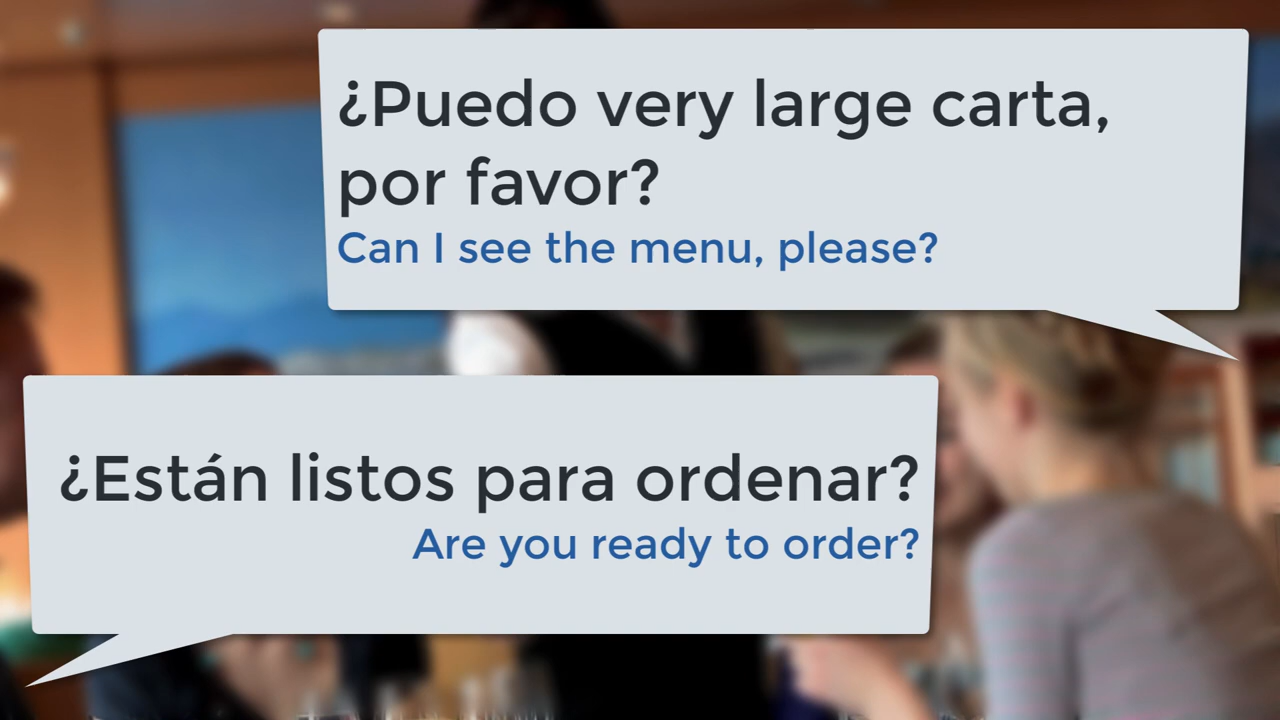 ¿Puedo very large carta,
por favor?
Can I see the menu, please?
¿Están listos para ordenar?
Are you ready to order?